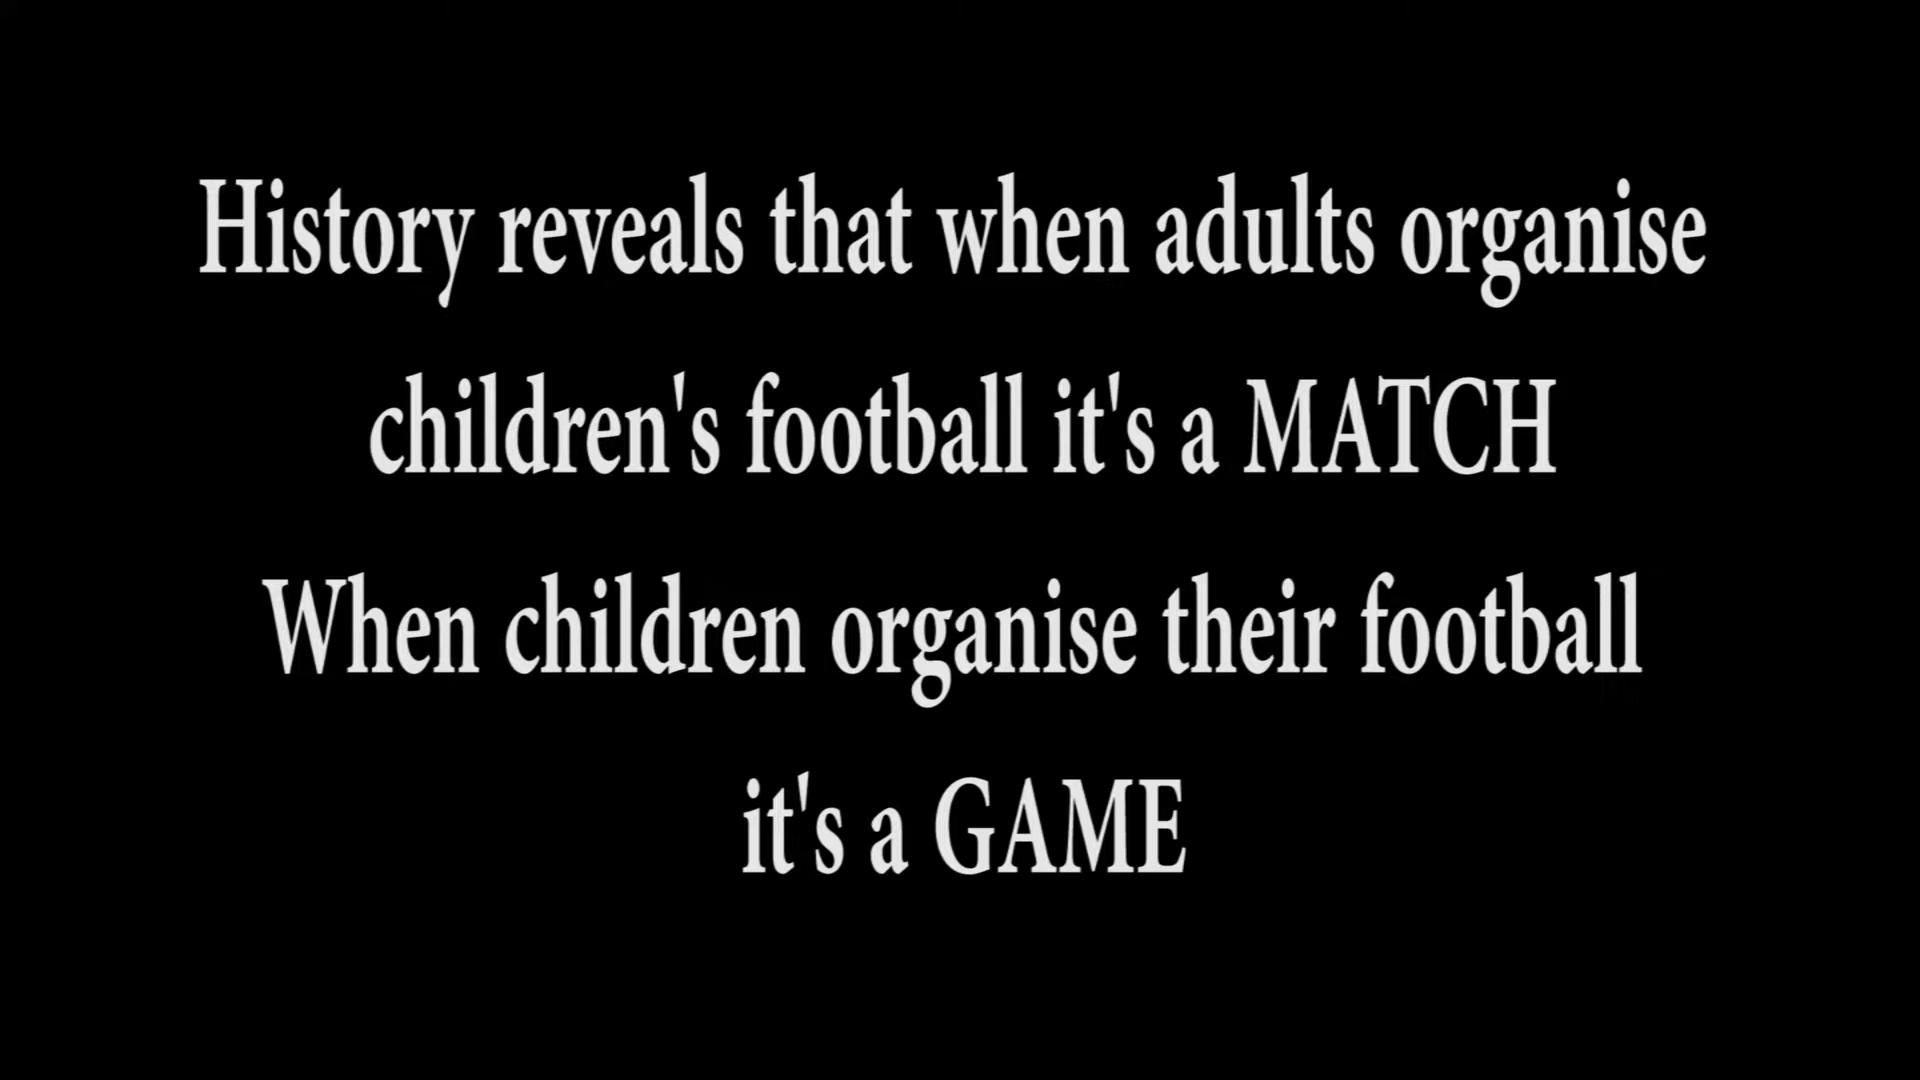 History reveals that when adults organise
children's football it's a MATCH
When children organise their football
it's a GAME